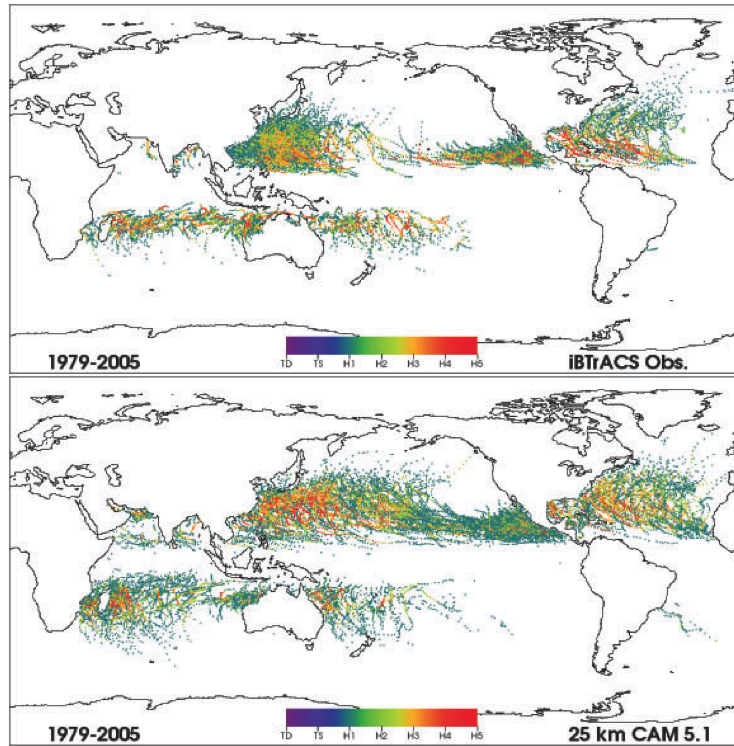 TD TS H1 H2 H3 H4 H5
1979-2005 iBTrACS Obs.
TD TS H1 H2 H3 H4 H5
1979-2005 25 km CAM 5.1